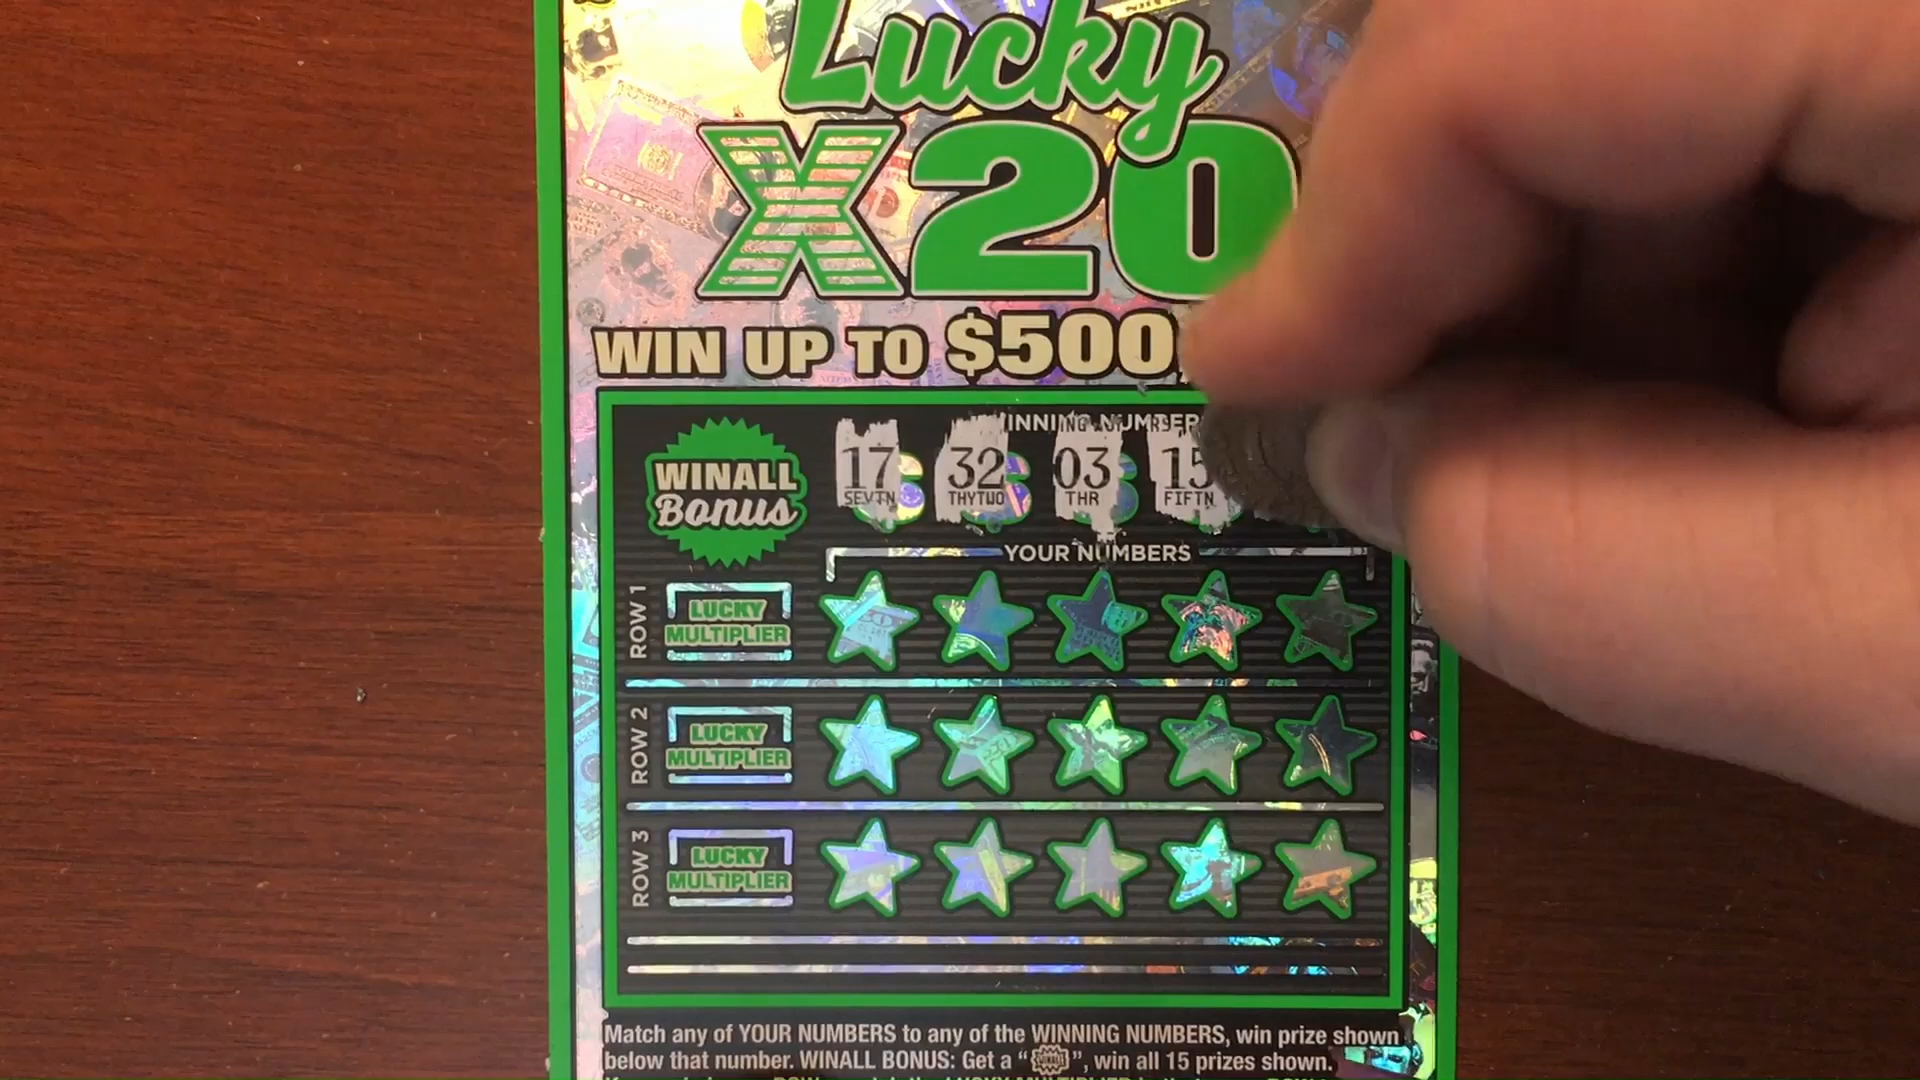 Lucky
X20
WIN UP TO $500,
WINNING NUMBERS
WINALL
Bonus
17 32 03 15
SEVTN THYTWO THR FIFTN
YOUR NUMBERS
ROW 1
LUCKY
MULTIPLIER
ROW 2
LUCKY
MULTIPLIER
ROW 3
LUCKY
MULTIPLIER
Match any of YOUR NUMBERS to any of the WINNING NUMBERS, win prize shown
below that number. WINALL BONUS: Get a " ", win all 15 prizes shown.